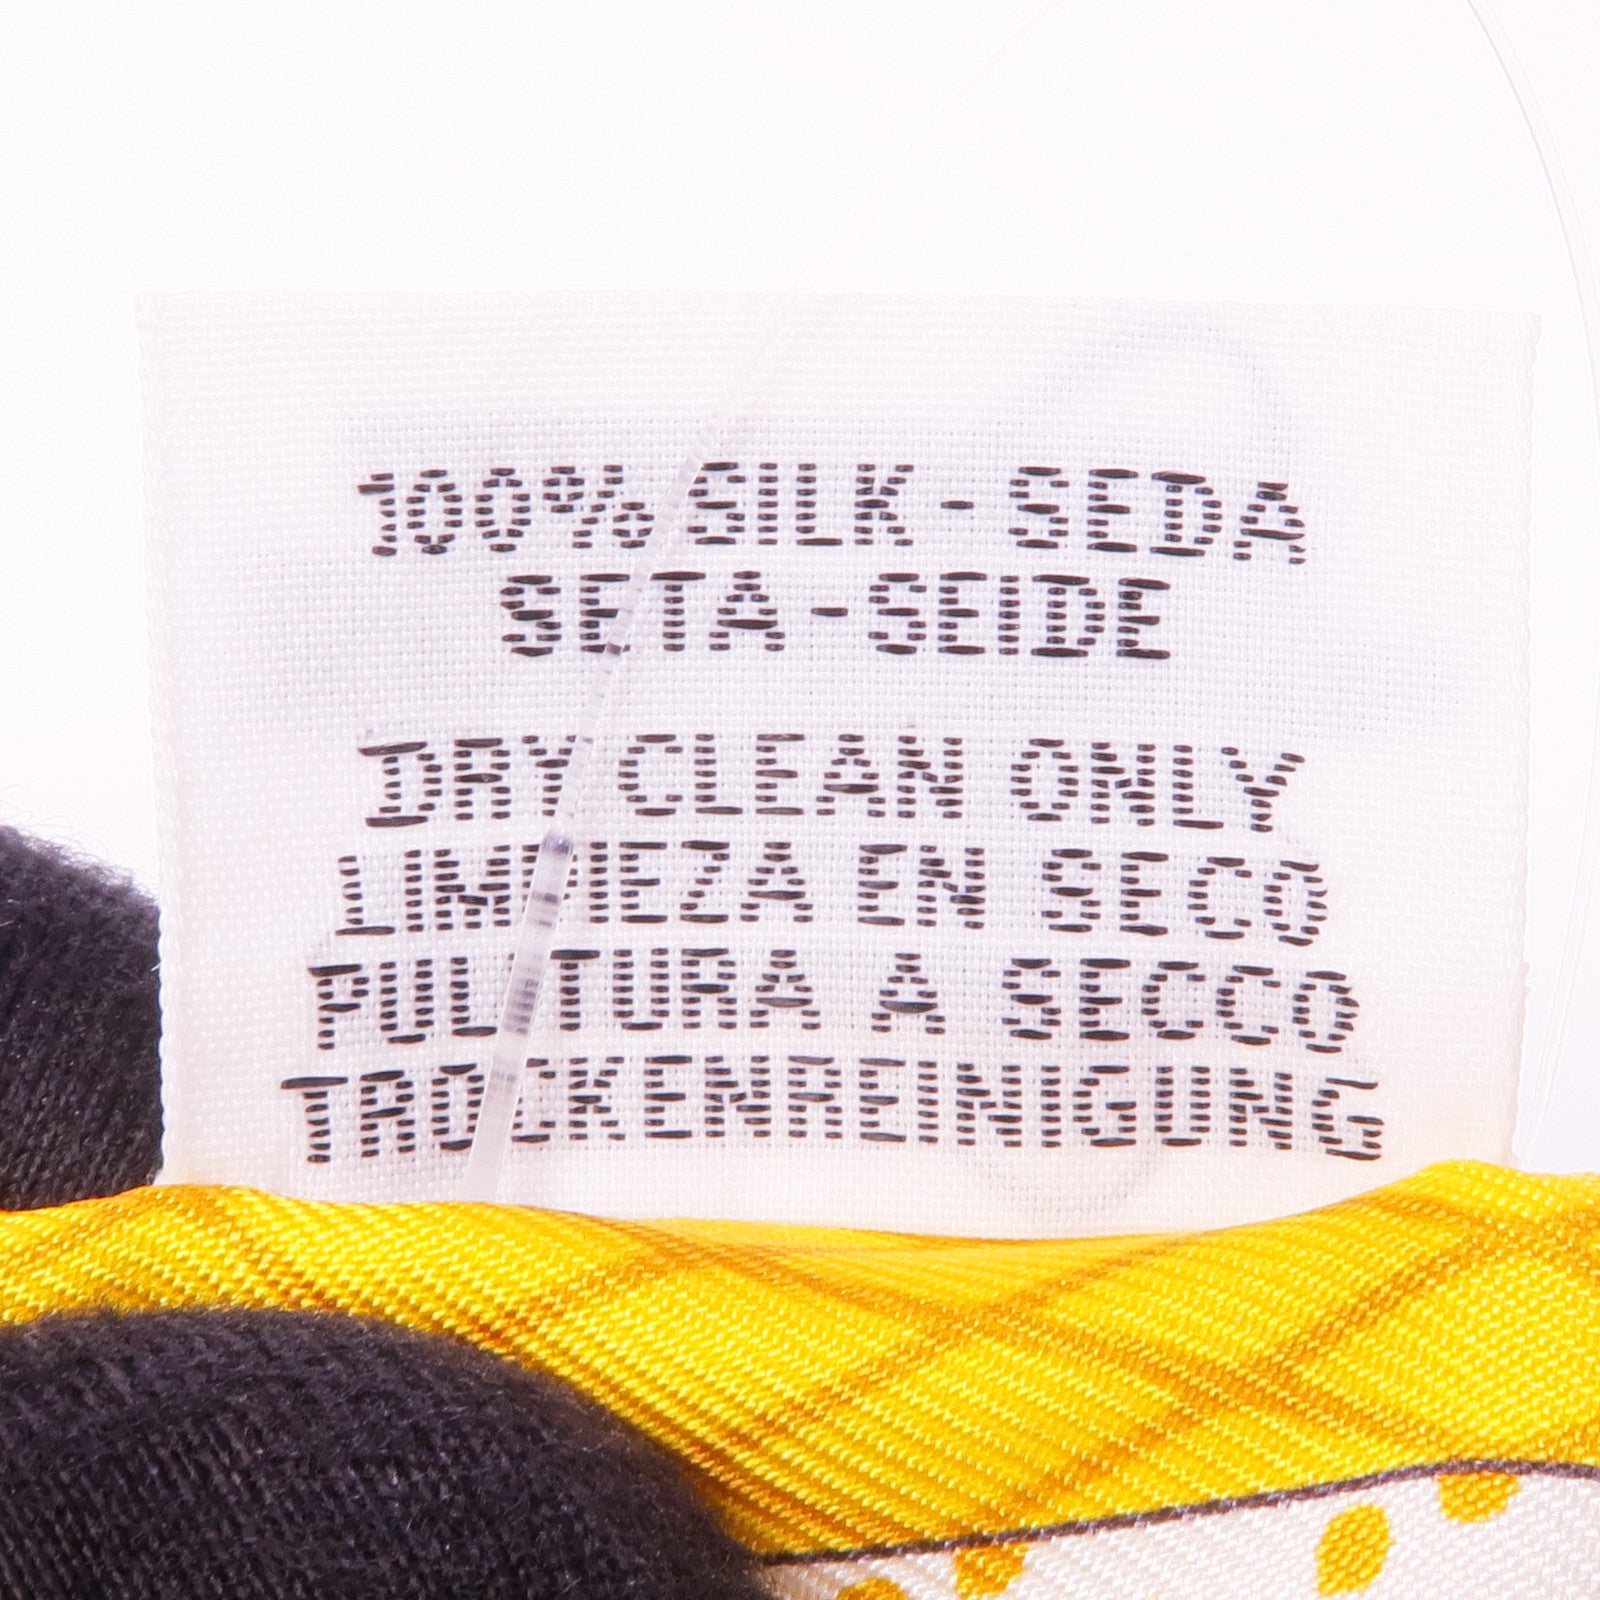 100% SILK - SEDA
SETA - SEIDE
DRY CLEAN ONLY
LIMPIEZA EN SECO
PULITURA A SECCO
TROCKENREINIGUNG